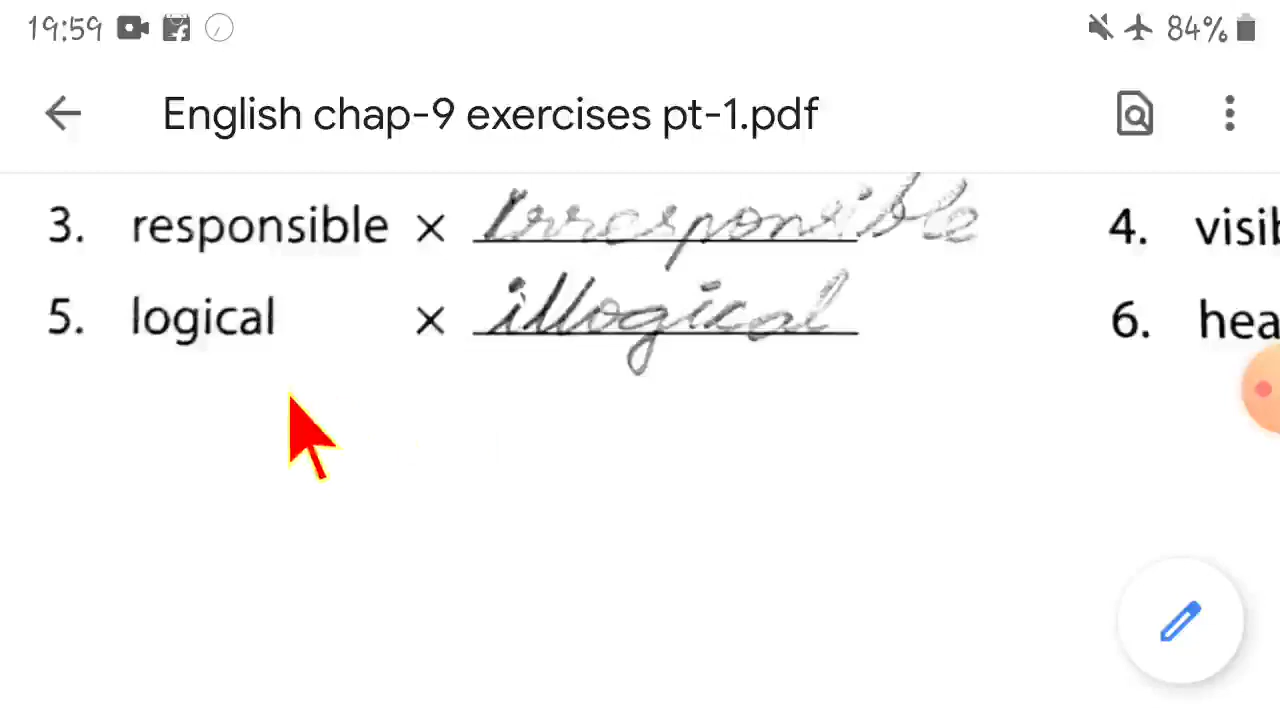 19:59 84%
English chap-9 exercises pt-1.pdf
3. responsible × Irresponsible 4. visib
5. logical × illogical 6. hea